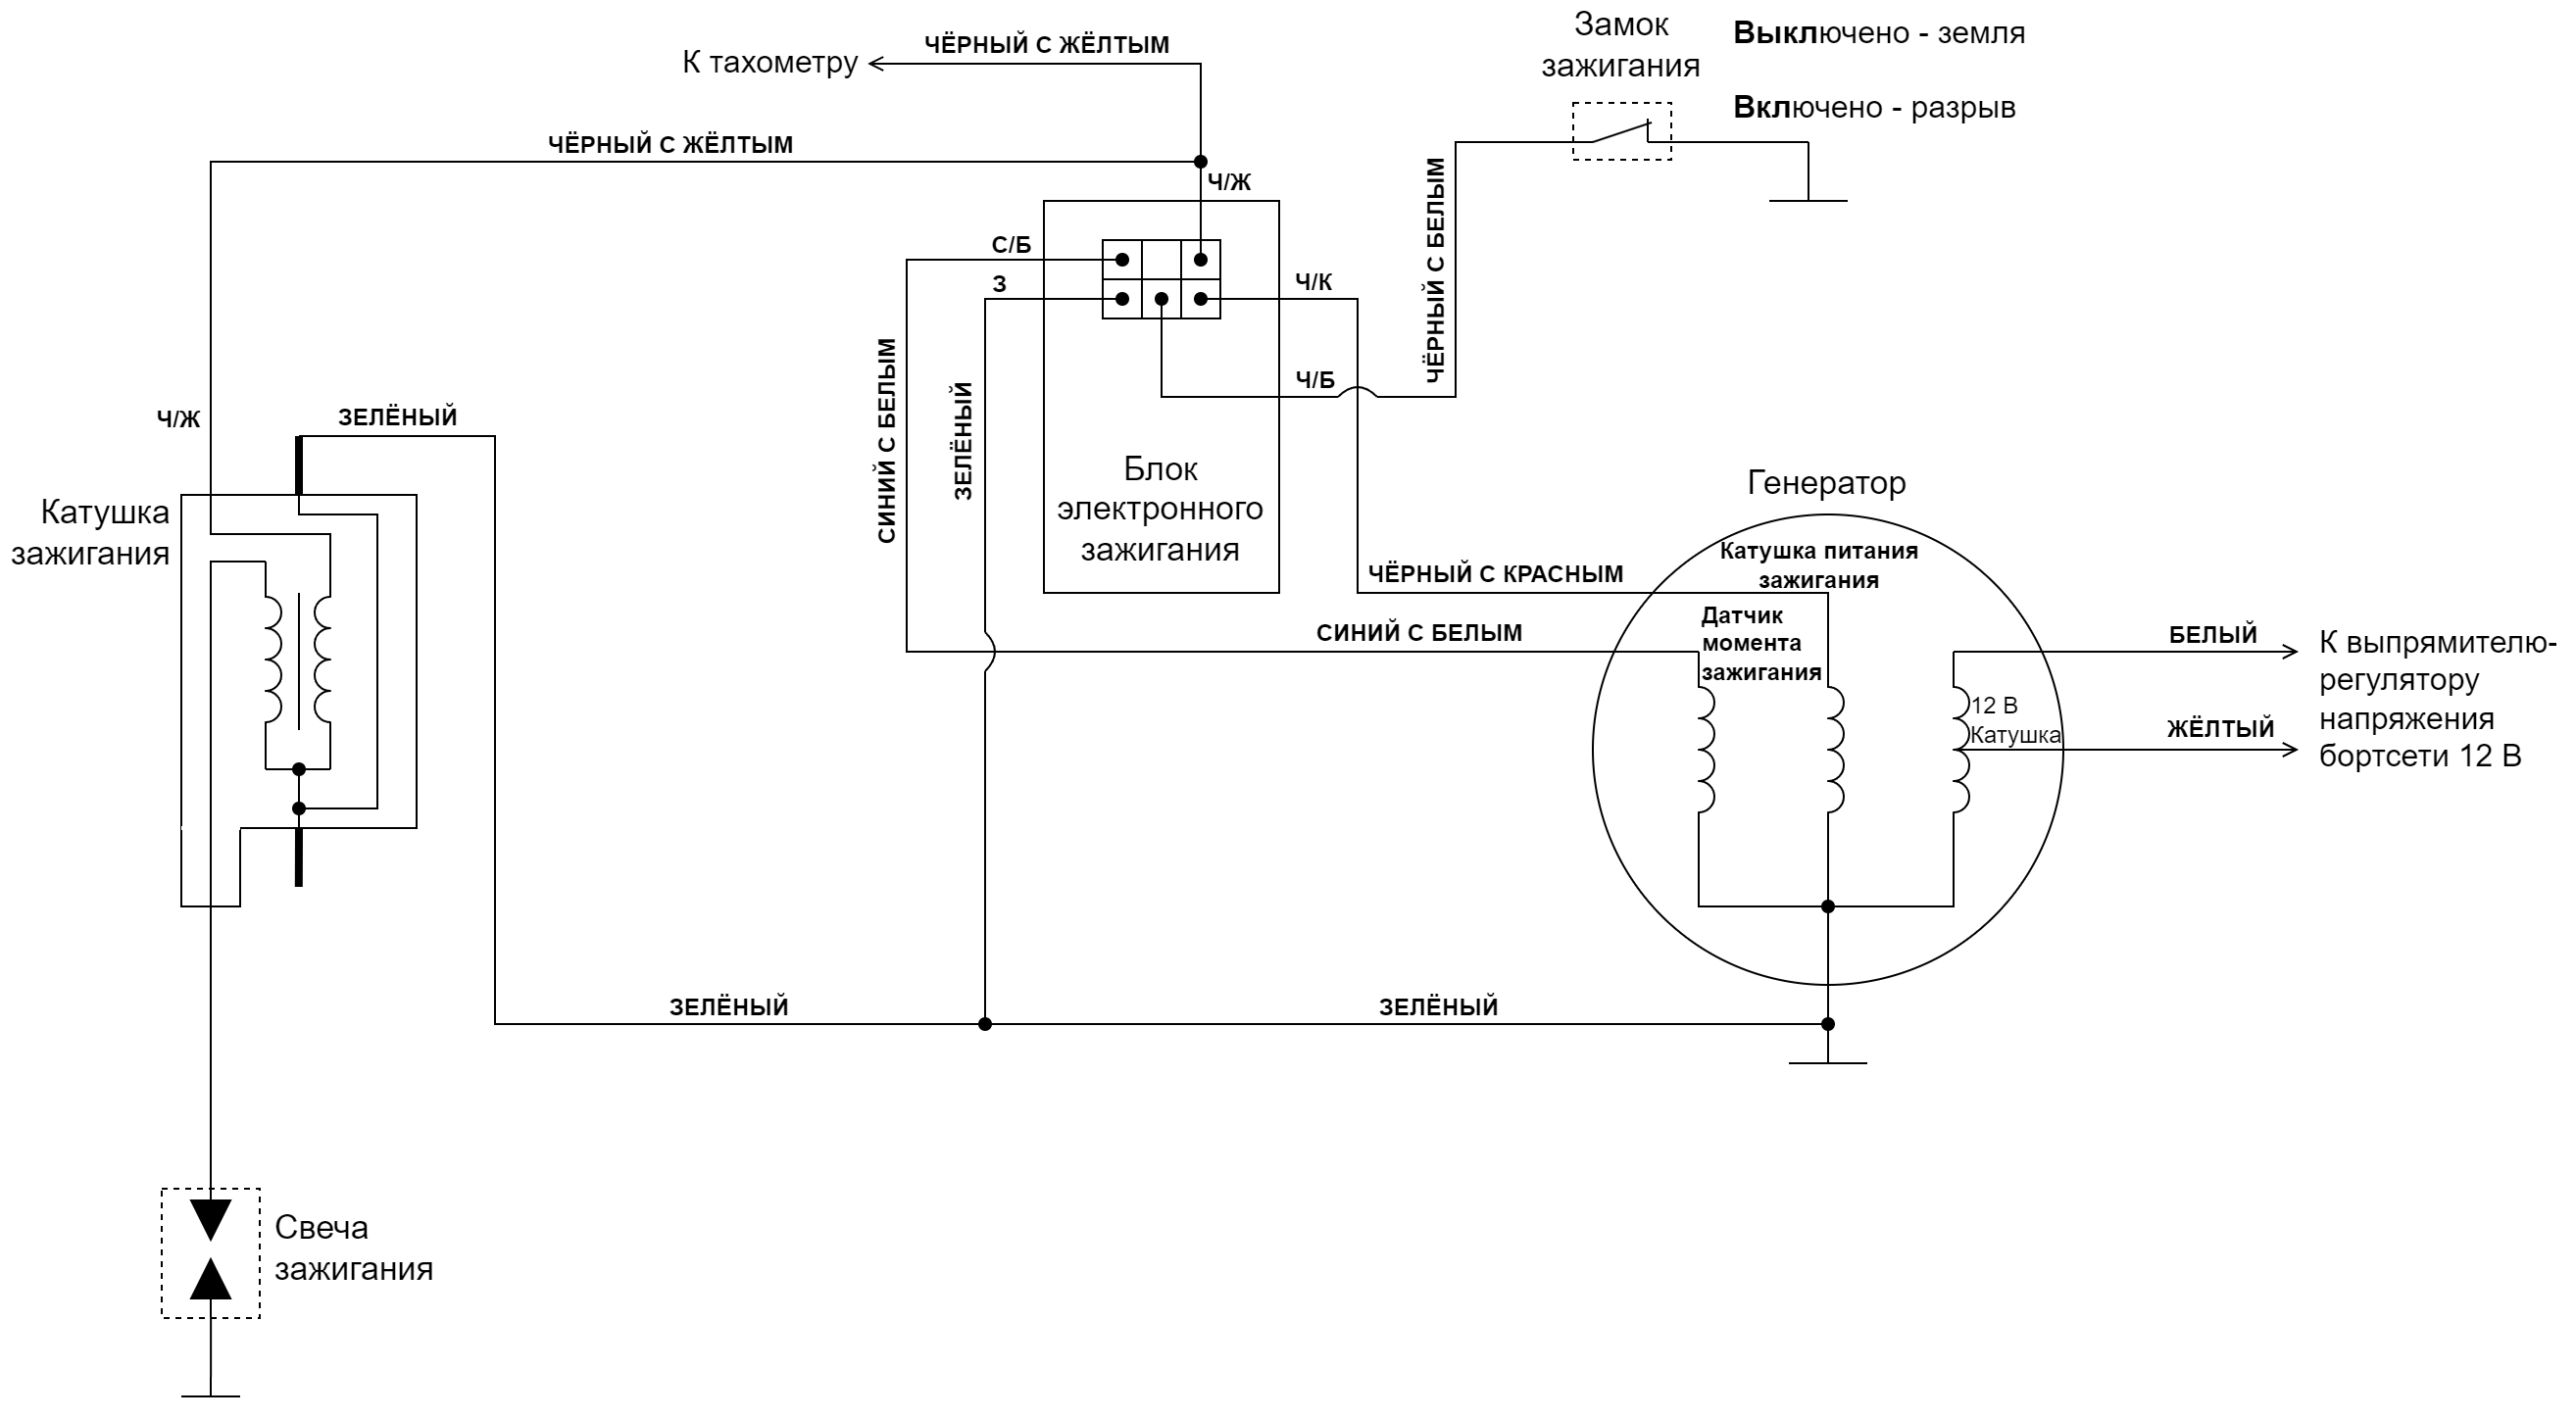 Замок
зажигания
Выключено - земля
Включено - разрыв
К тахометру
ЧЁРНЫЙ С ЖЁЛТЫМ
ЧЁРНЫЙ С ЖЁЛТЫМ
Ч/Ж
С/Б
З
Ч/К
Ч/Б
ЧЁРНЫЙ С БЕЛЫМ
СИНИЙ С БЕЛЫМ
ЗЕЛЁНЫЙ
Ч/Ж
ЗЕЛЁНЫЙ
Катушка
зажигания
Блок
электронного
зажигания
Генератор
Катушка питания
зажигания
ЧЁРНЫЙ С КРАСНЫМ
Датчик
момента
зажигания
СИНИЙ С БЕЛЫМ
БЕЛЫЙ
12 В
Катушка
ЖЁЛТЫЙ
К выпрямителю-
регулятору
напряжения
бортсети 12 В
ЗЕЛЁНЫЙ
ЗЕЛЁНЫЙ
Свеча
зажигания